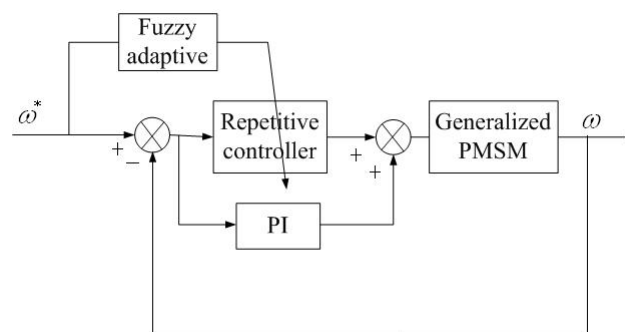 Fuzzy
adaptive
ω*
Repetitive
controller
Generalized
PMSM
ω
+
−
+
+
PI